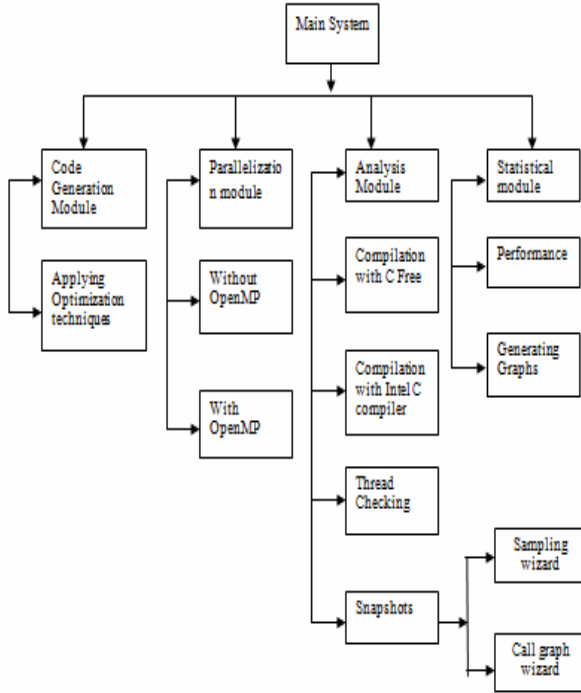 Main System
Code
Generation
Module
Parallelizatio
n module
Analysis
Module
Statistical
module
Applying
Optimization
techniques
Without
OpenMP
Compilation
with C Free
Performance
With
OpenMP
Compilation
with Intel C
compiler
Generating
Graphs
Thread
Checking
Snapshots
Sampling
wizard
Call graph
wizard